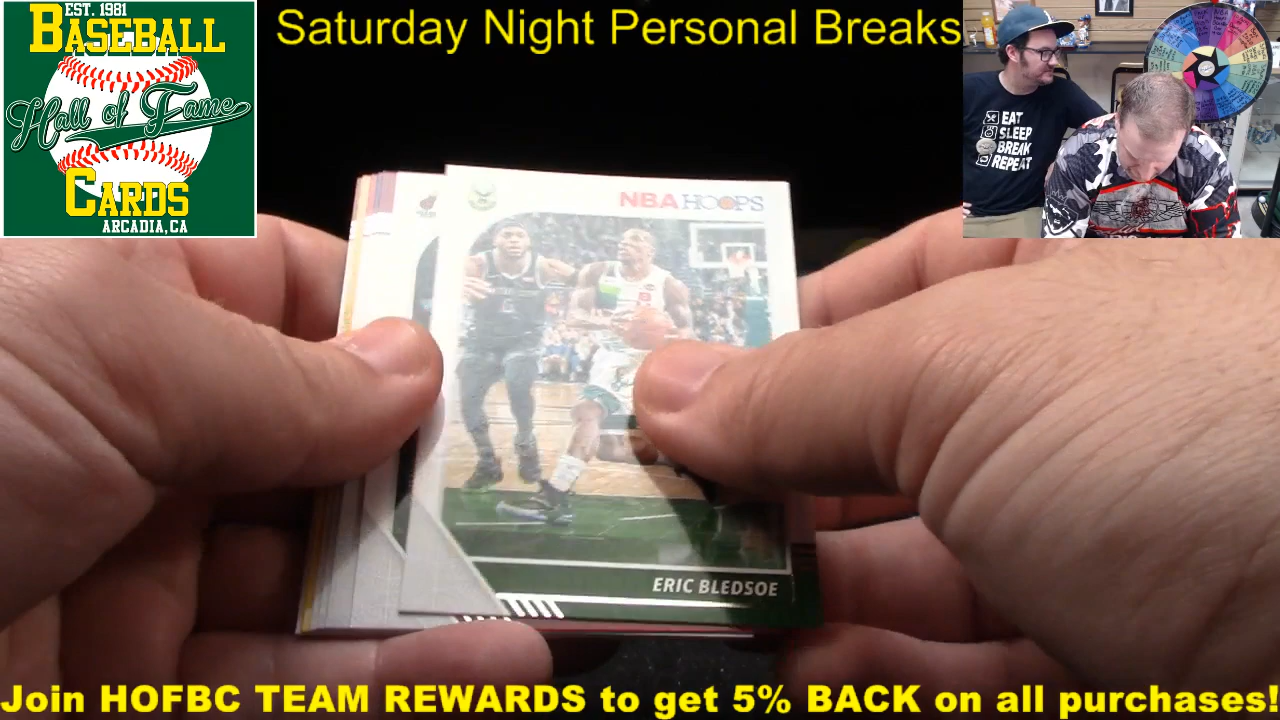 EST. 1981
BASEBALL
Hall of Fame
CARDS
ARCADIA, CA
Saturday Night Personal Breaks
EAT
SLEEP
BREAK
REPEAT
NBA HOOPS
ERIC BLEDSOE
Join HOFBC TEAM REWARDS to get 5% BACK on all purchases!